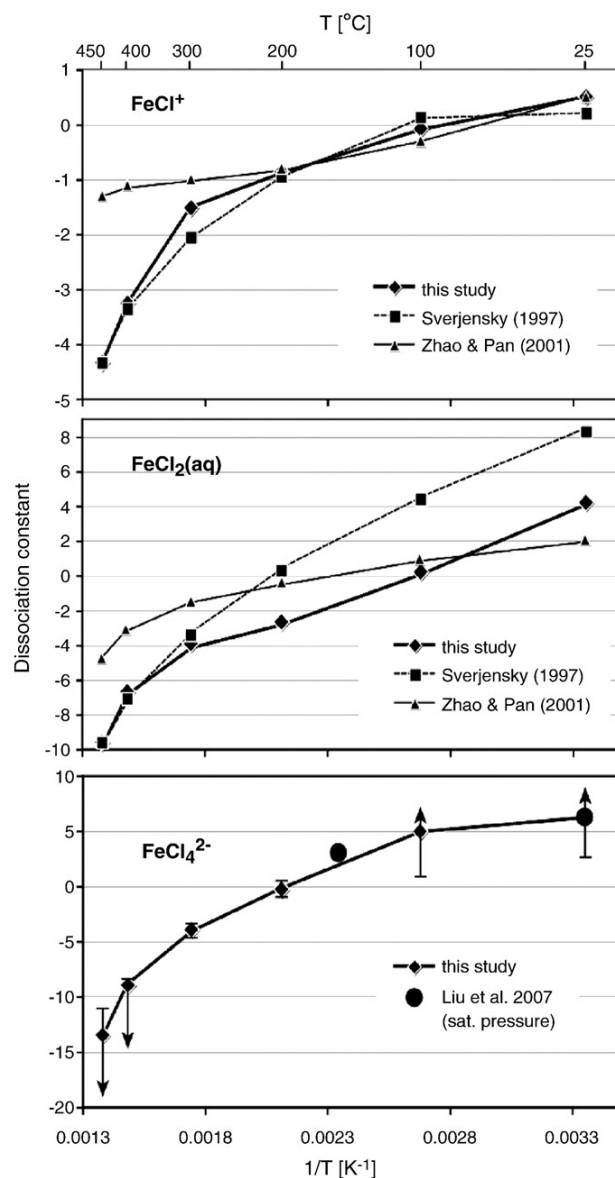 T [°C]
450 400 300 200 100 25
1
0
-1
-2
-3
-4
-5
FeCl⁺
this study
Sverjensky (1997)
Zhao & Pan (2001)
Dissociation constant
8
6
4
2
0
-2
-4
-6
-8
-10
FeCl₂(aq)
this study
Sverjensky (1997)
Zhao & Pan (2001)
10
5
0
-5
-10
-15
-20
FeCl₄²⁻
this study
Liu et al. 2007
(sat. pressure)
0.0013 0.0018 0.0023 0.0028 0.0033
1/T [K⁻¹]